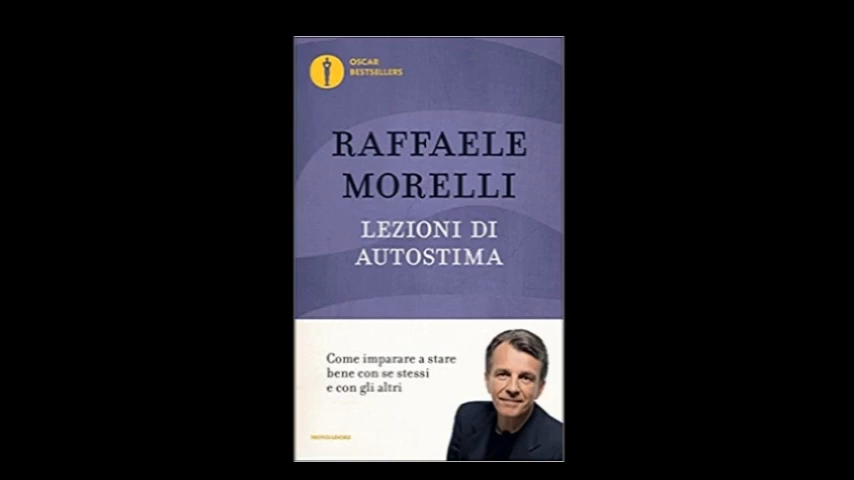 OSCAR
BESTSELLERS
RAFFAELE
MORELLI
LEZIONI DI
AUTOSTIMA
Come imparare a stare
bene con se stessi
e con gli altri
MONDADORI